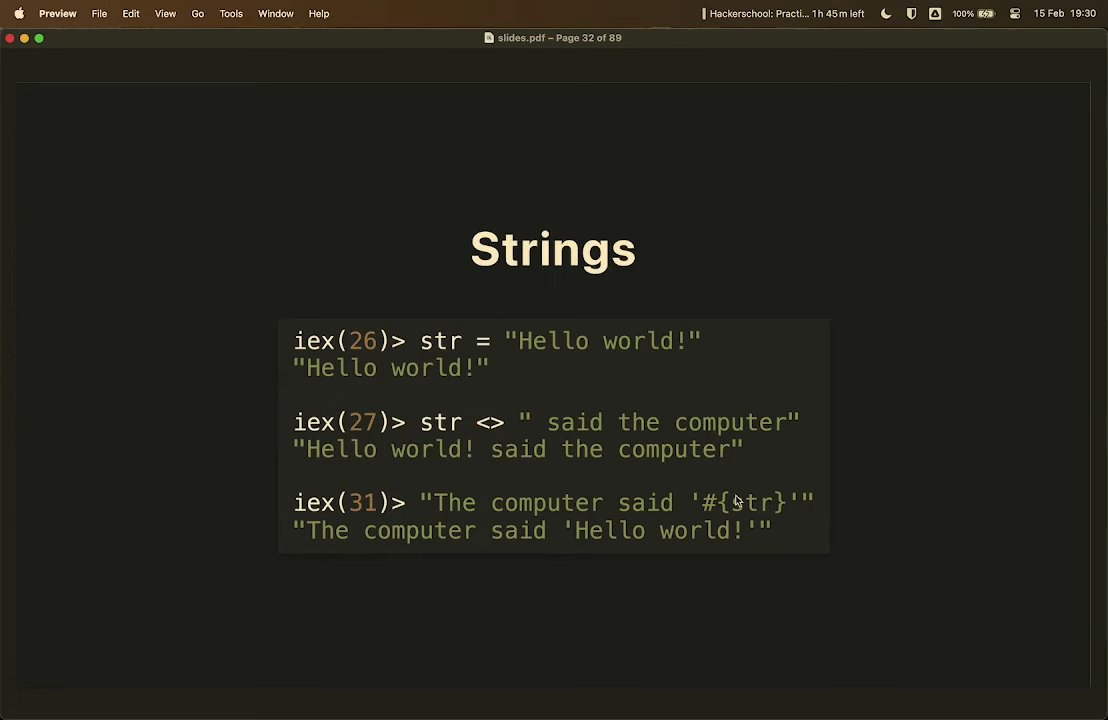 Preview File Edit View Go Tools Window Help Hackerschool: Practi... 1h 45m left 100% 15 Feb 19:30
slides.pdf – Page 32 of 89
Strings
iex(26)> str = "Hello world!"
"Hello world!"
iex(27)> str <> " said the computer"
"Hello world! said the computer"
iex(31)> "The computer said '#{str}'"
"The computer said 'Hello world!'"